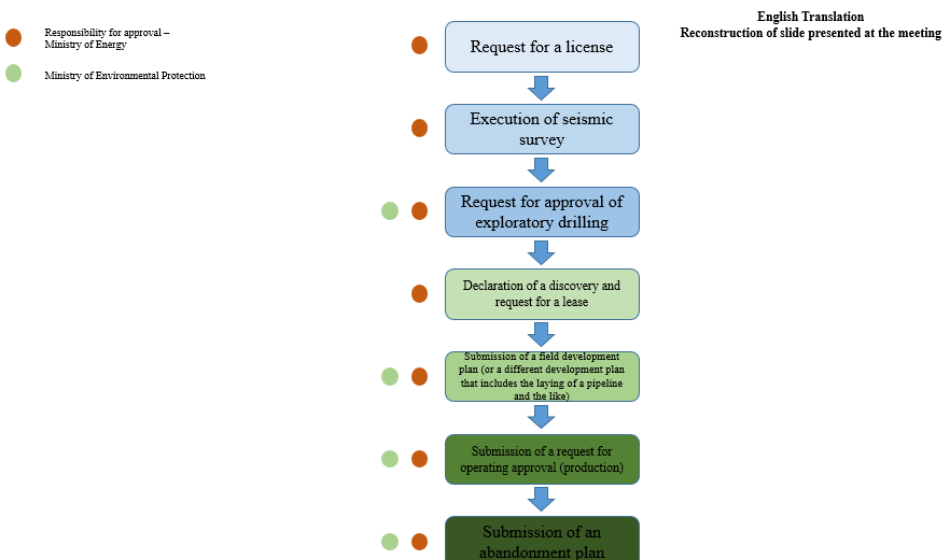 English Translation
Reconstruction of slide presented at the meeting
Responsibility for approval –
Ministry of Energy
Ministry of Environmental Protection
Request for a license
Execution of seismic
survey
Request for approval of
exploratory drilling
Declaration of a discovery and
request for a lease
Submission of a field development
plan (or a different development plan
that includes the laying of a pipeline
and the like)
Submission of a request for
operating approval (production)
Submission of an
abandonment plan